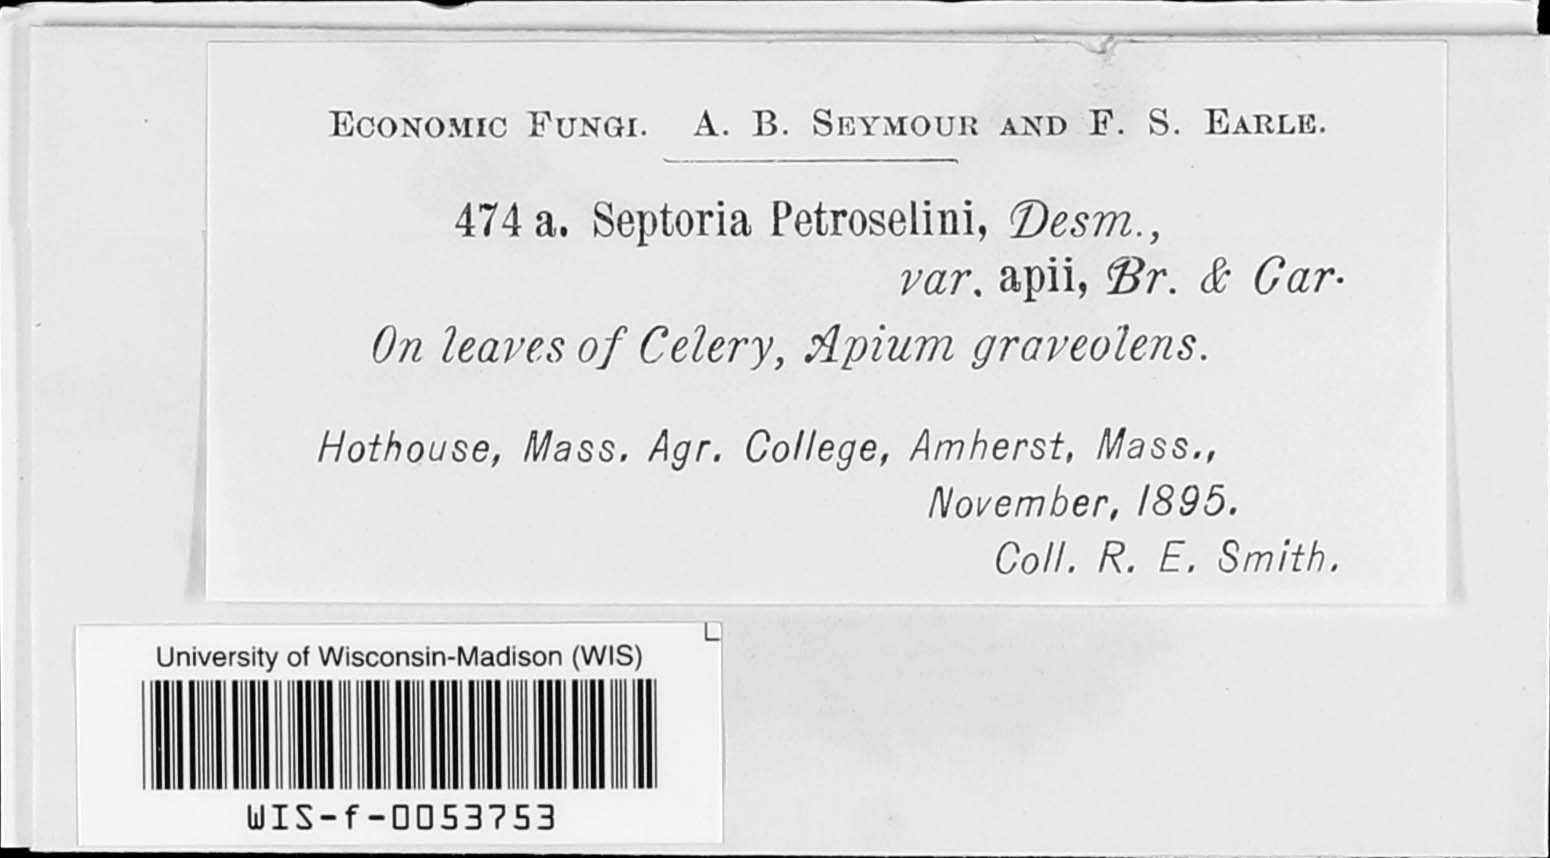 ECONOMIC FUNGI. A. B. SEYMOUR AND F. S. EARLE.
474 a. Septoria Petroselini, Desm.,
var. apii, Br. & Car.
On leaves of Celery, Apium graveolens.
Hothouse, Mass. Agr. College, Amherst, Mass.,
November, 1895.
Coll. R. E. Smith.
University of Wisconsin-Madison (WIS)
WIS-f-0053753